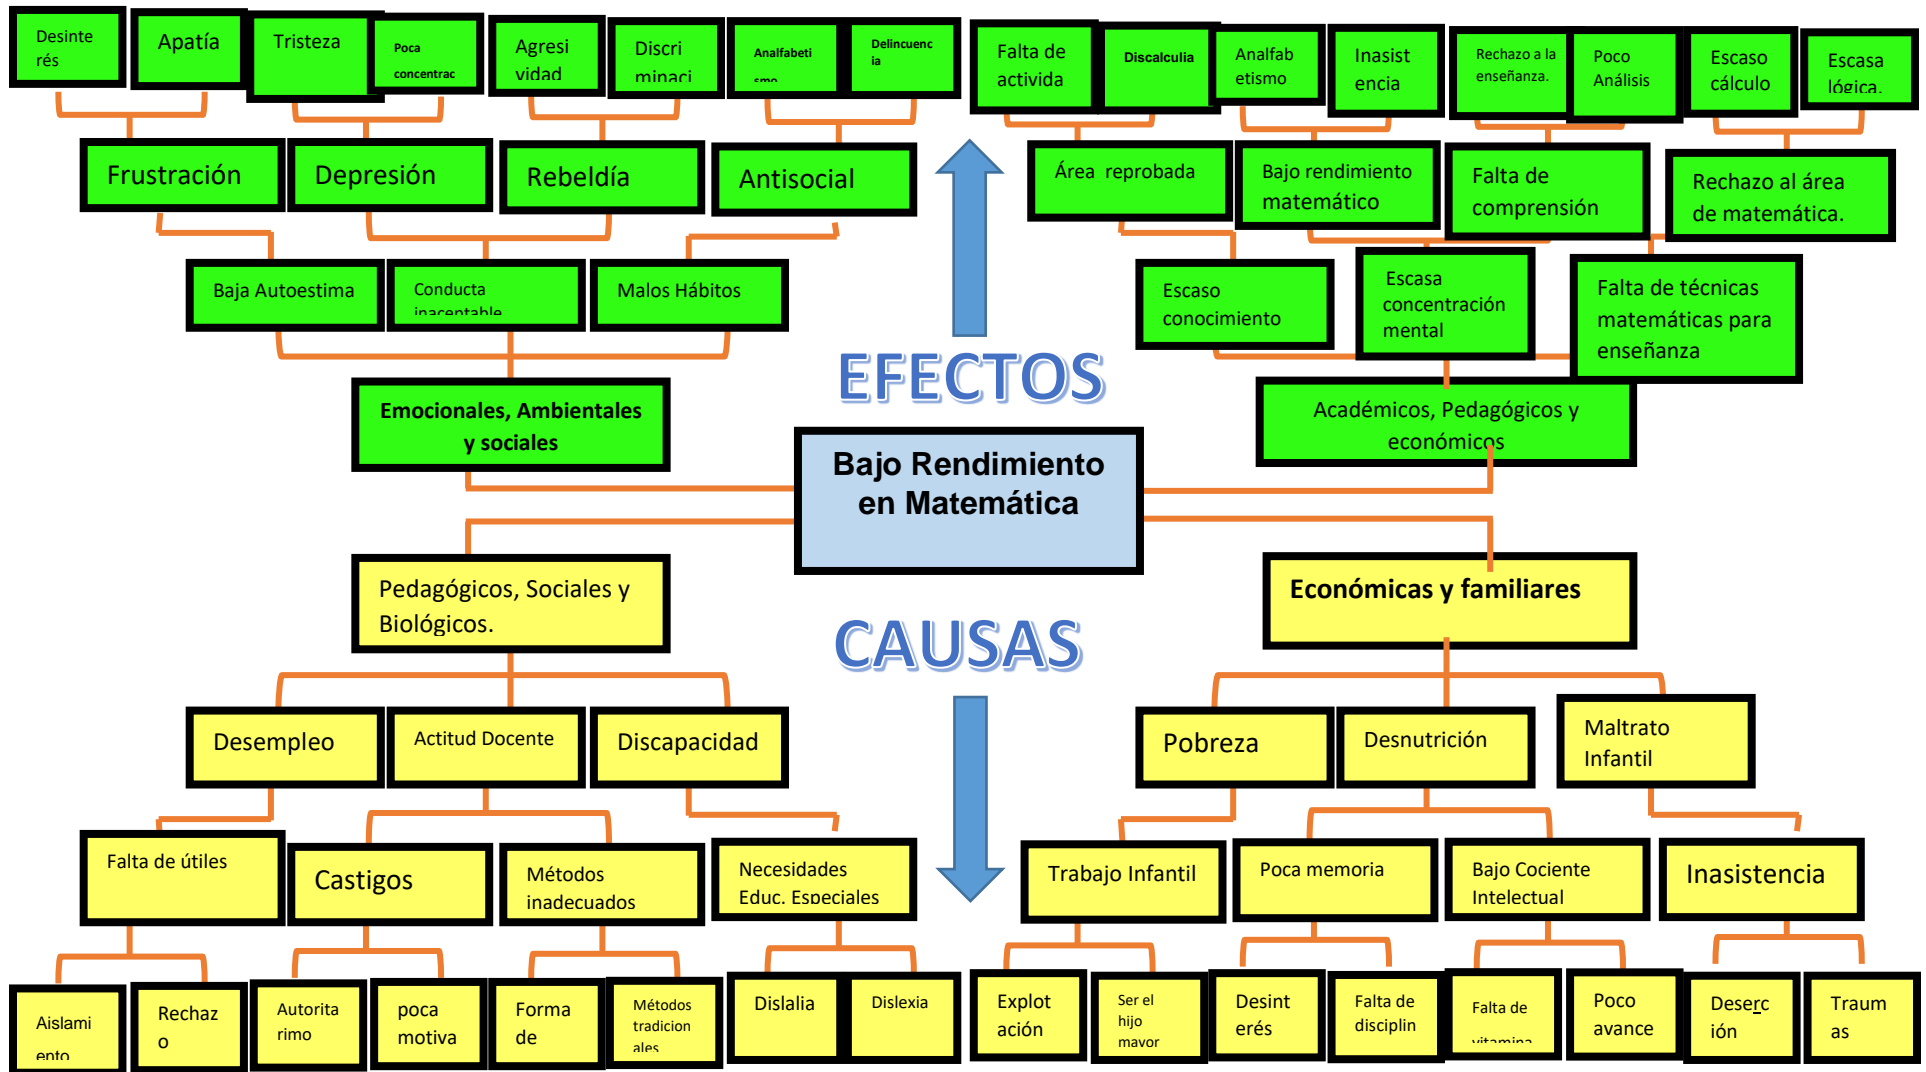 Desinte
rés
Apatía
Tristeza
Poca
concentrac
Agresi
vidad
Discri
minaci
Analfabeti
smo
Delincuenc
ia
Falta de
activida
Discalculia
Analfab
etismo
Inasist
encia
Rechazo a la
enseñanza.
Poco
Análisis
Escaso
cálculo
Escasa
lógica.
Frustración
Depresión
Rebeldía
Antisocial
Área reprobada
Bajo rendimiento
matemático
Falta de
comprensión
Rechazo al área
de matemática.
Baja Autoestima
Conducta
inaceptable
Malos Hábitos
Escaso
conocimiento
Escasa
concentración
mental
Falta de técnicas
matemáticas para
enseñanza
EFECTOS
Emocionales, Ambientales
y sociales
Académicos, Pedagógicos y
económicos
Bajo Rendimiento
en Matemática
Pedagógicos, Sociales y
Biológicos.
Económicas y familiares
CAUSAS
Desempleo
Actitud Docente
Discapacidad
Pobreza
Desnutrición
Maltrato
Infantil
Falta de útiles
Castigos
Métodos
inadecuados
Necesidades
Educ. Especiales
Trabajo Infantil
Poca memoria
Bajo Cociente
Intelectual
Inasistencia
Aislami
ento
Rechaz
o
Autorita
rimo
poca
motiva
Forma
de
Métodos
tradicion
ales
Dislalia
Dislexia
Explot
ación
Ser el
hijo
mayor
Desint
erés
Falta de
disciplin
Falta de
vitamina
Poco
avance
Deserc
ión
Traum
as